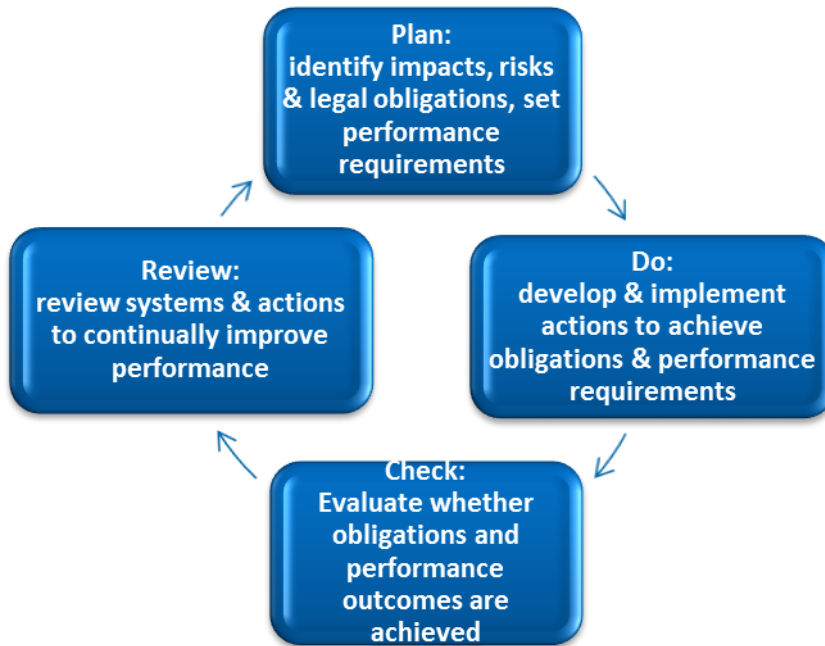 Plan:
identify impacts, risks
& legal obligations, set
performance
requirements
Do:
develop & implement
actions to achieve
obligations & performance
requirements
Check:
Evaluate whether
obligations and
performance
outcomes are
achieved
Review:
review systems & actions
to continually improve
performance